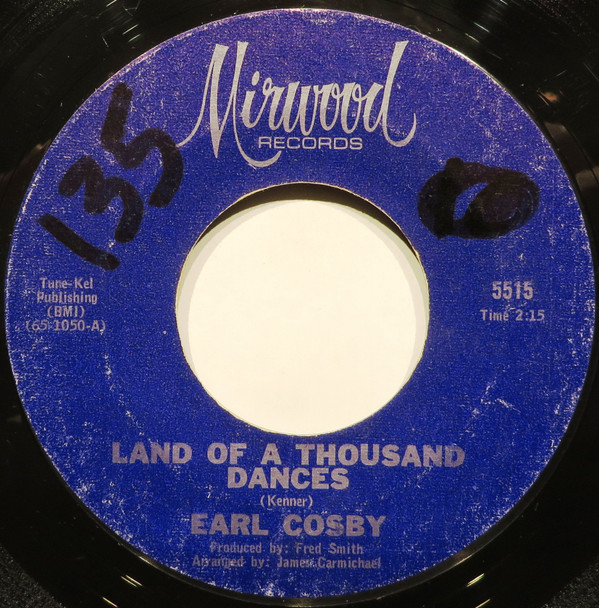 Mirwood
RECORDS
135
Tune-Kel
Publishing
(BMI)
(65-1050-A)
5515
Time 2:15
LAND OF A THOUSAND
DANCES
(Kenner)
EARL COSBY
Produced by: Fred Smith
Arranged by: James Carmichael